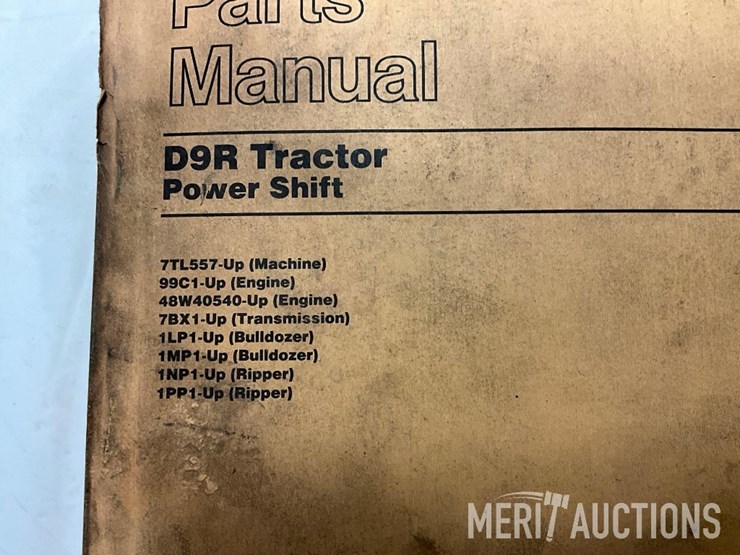 Parts
Manual
D9R Tractor
Power Shift
7TL557-Up (Machine)
99C1-Up (Engine)
48W40540-Up (Engine)
7BX1-Up (Transmission)
1LP1-Up (Bulldozer)
1MP1-Up (Bulldozer)
1NP1-Up (Ripper)
1PP1-Up (Ripper)
MERIT AUCTIONS